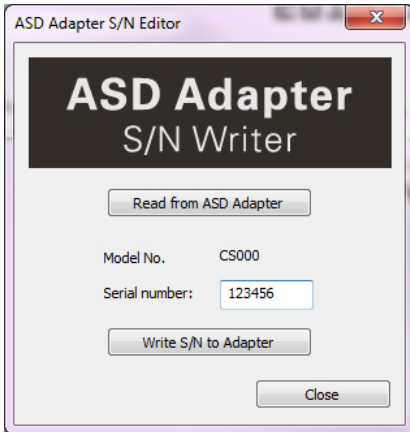 ASD Adapter S/N Editor
ASD Adapter
S/N Writer
Read from ASD Adapter
Model No. CS000
Serial number: 123456
Write S/N to Adapter
Close